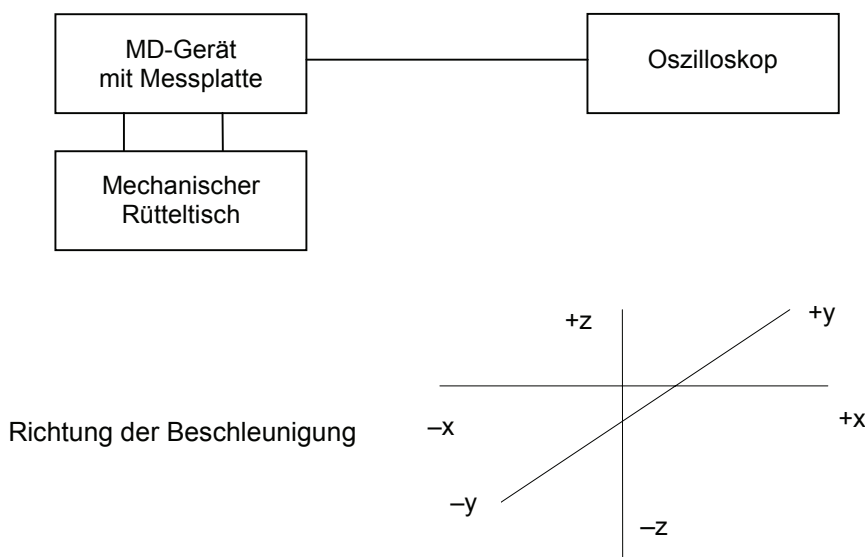 MD-Gerät
mit Messplatte
Oszilloskop
Mechanischer
Rütteltisch
+z
+y
Richtung der Beschleunigung
–x
+x
–y
–z